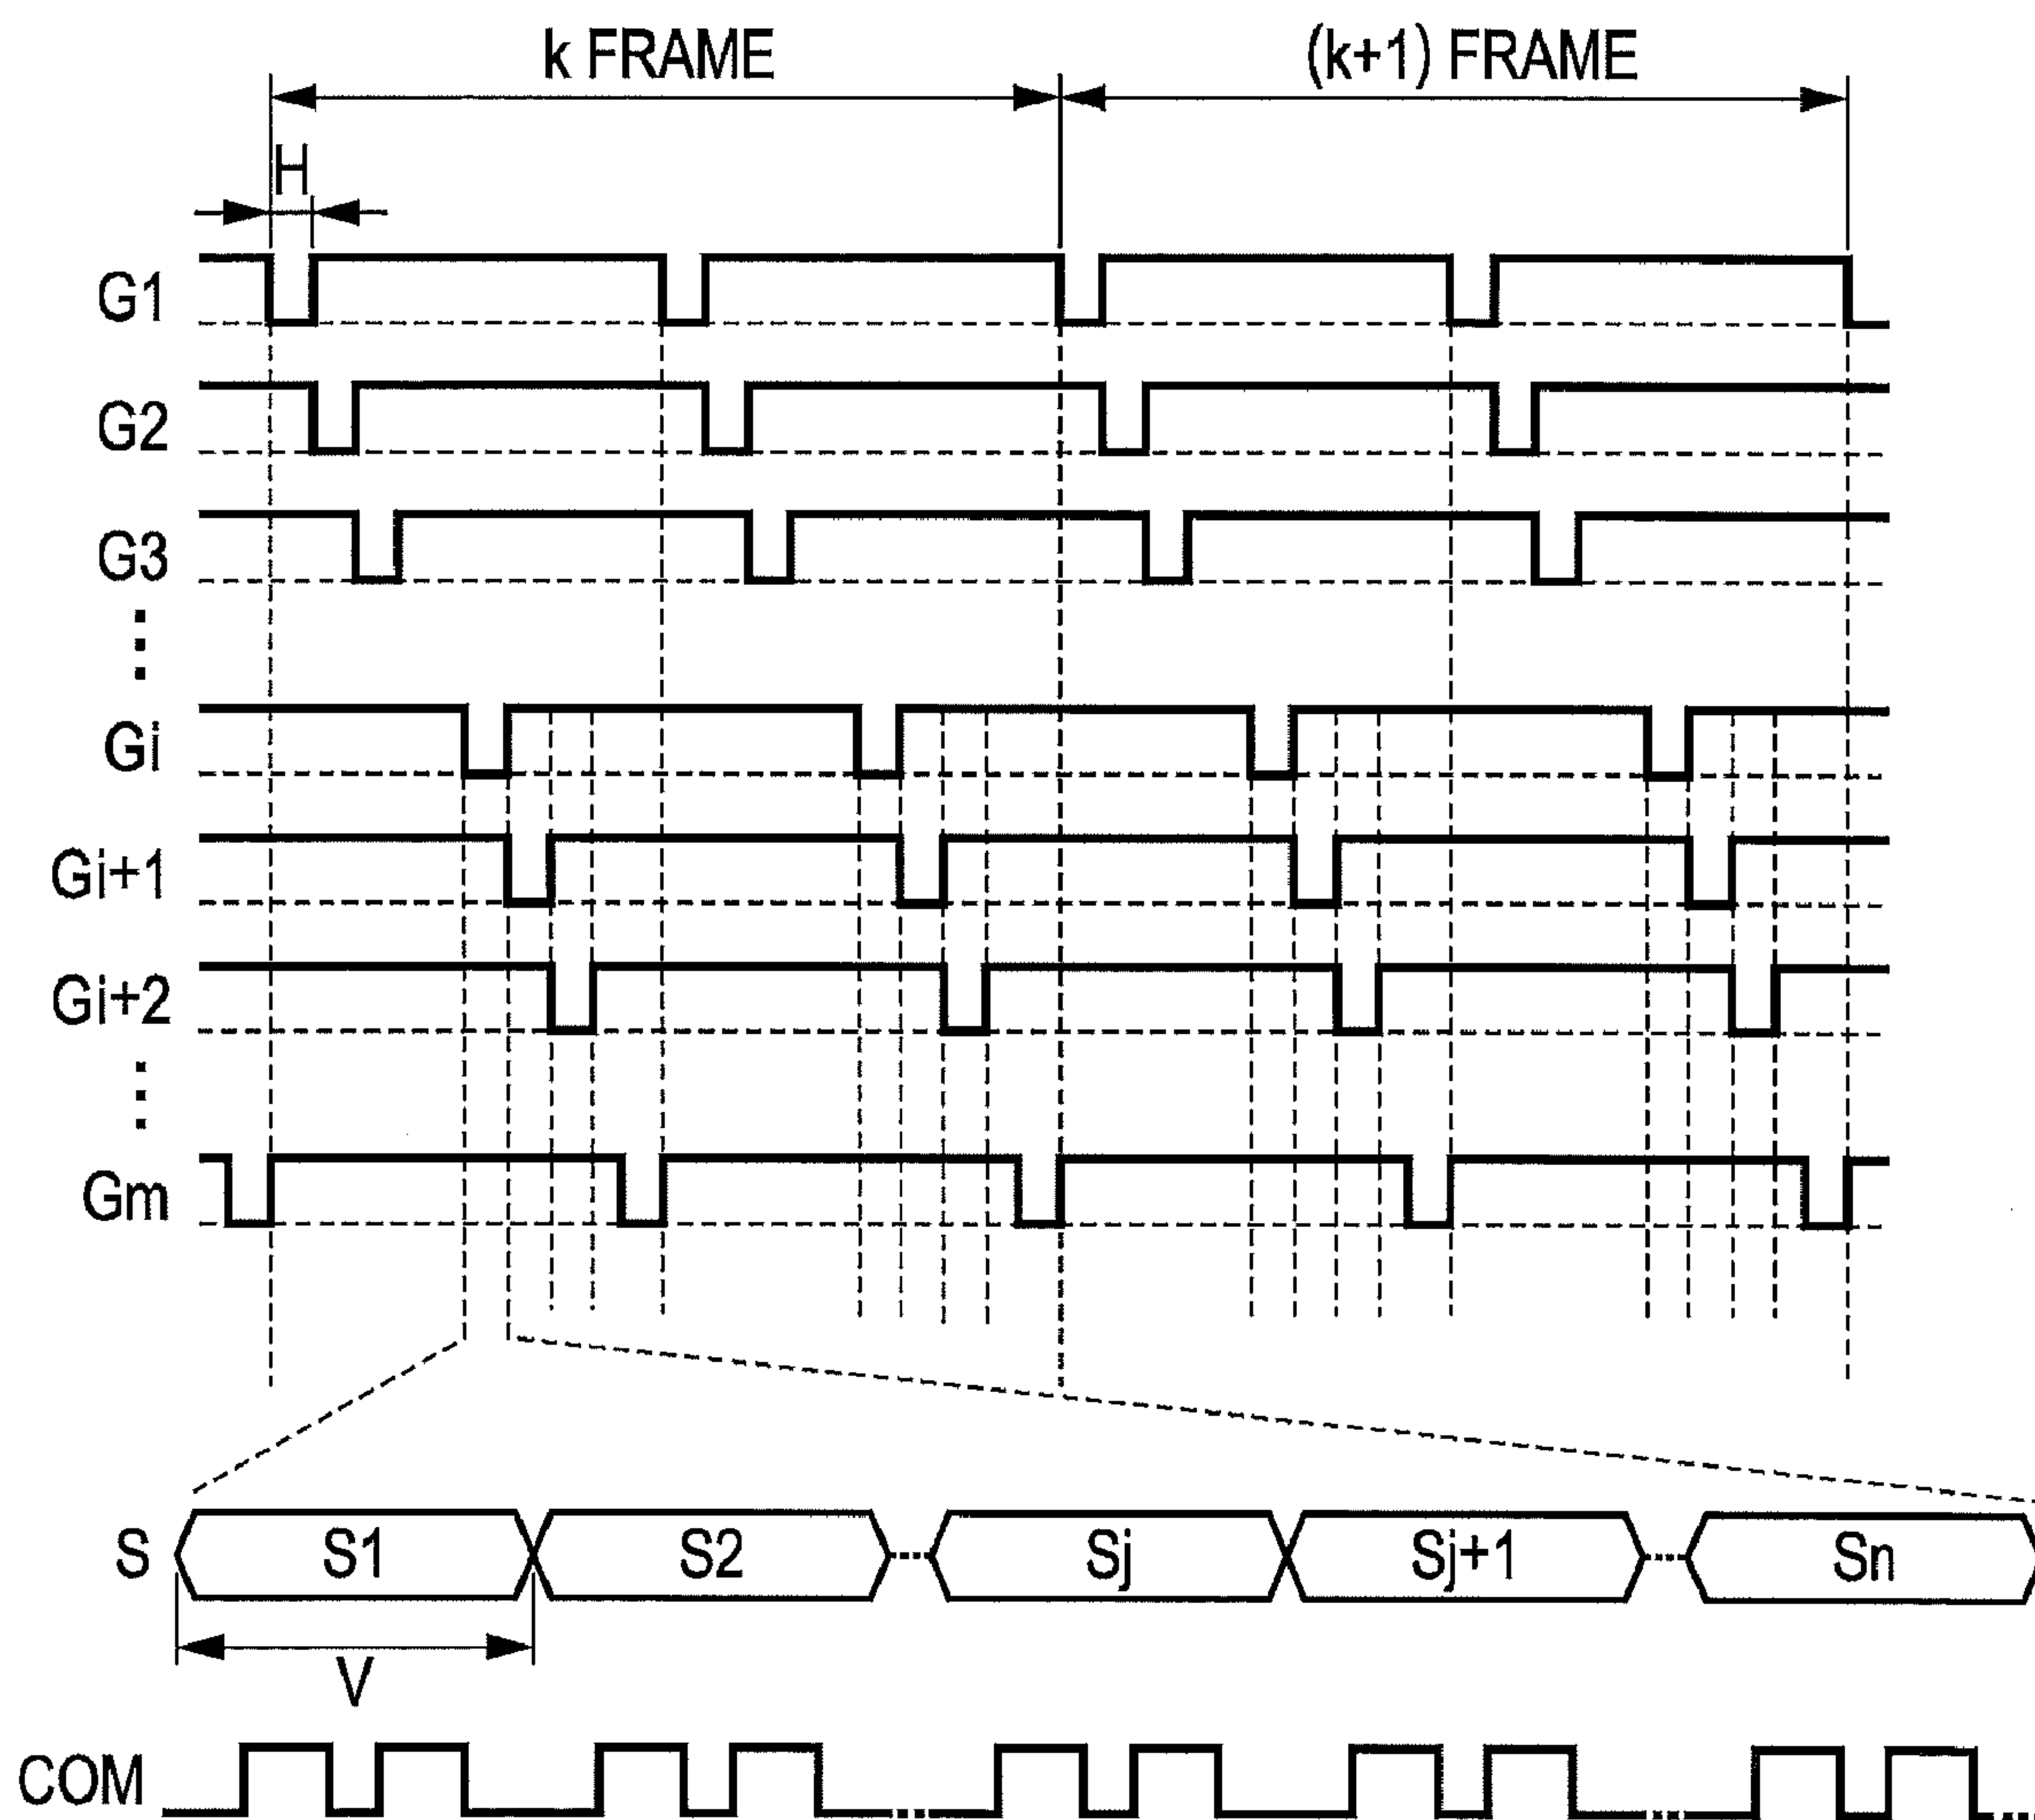 k FRAME (k+1) FRAME
H
G1
G2
G3
Gi
Gi+1
Gi+2
Gm
S S1 S2 Sj Sj+1 Sn
V
COM